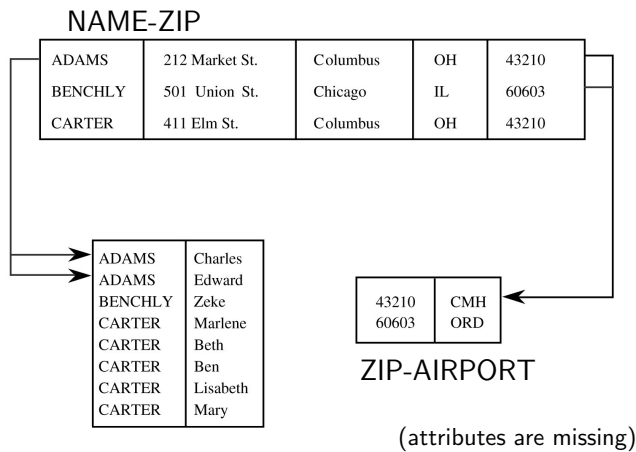 NAME-ZIP
ADAMS 212 Market St. Columbus OH 43210
BENCHLY 501 Union St. Chicago IL 60603
CARTER 411 Elm St. Columbus OH 43210
ADAMS Charles
ADAMS Edward
BENCHLY Zeke
CARTER Marlene
CARTER Beth
CARTER Ben
CARTER Lisabeth
CARTER Mary
43210 CMH
60603 ORD
ZIP-AIRPORT
(attributes are missing)